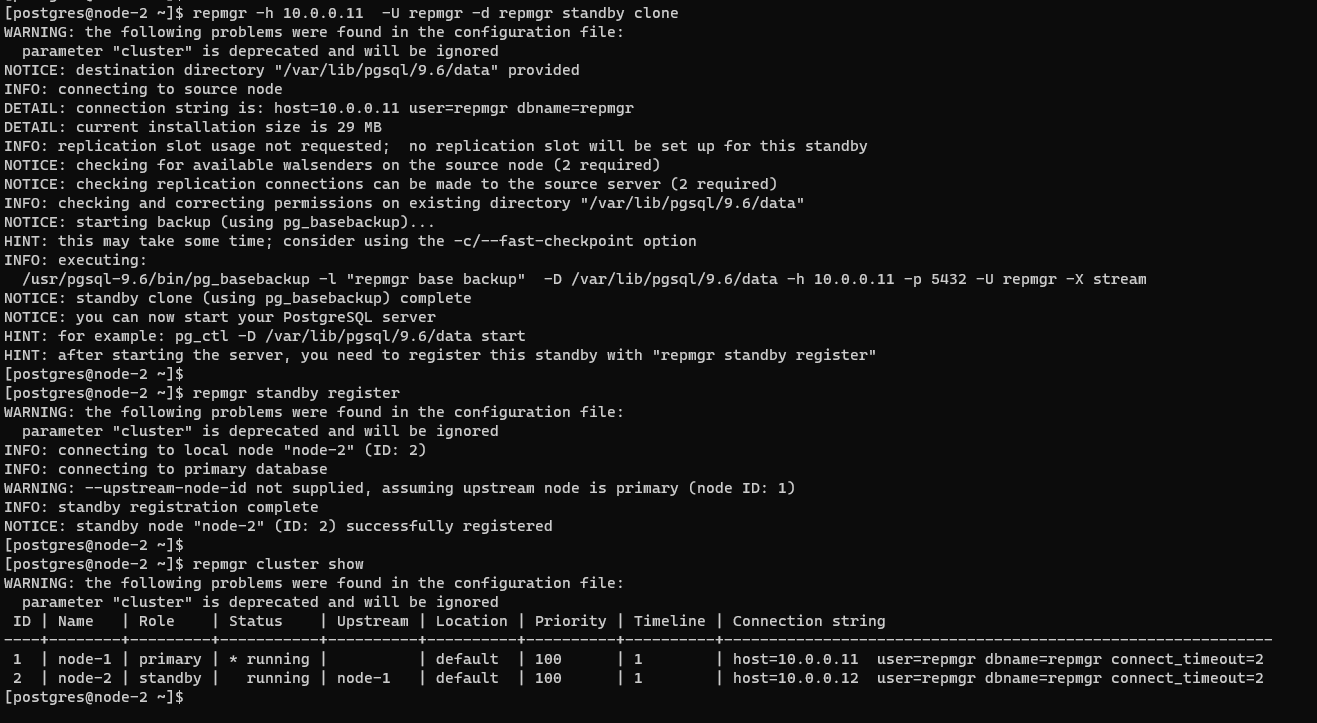 [postgres@node-2 ~]$ repmgr -h 10.0.0.11  -U repmgr -d repmgr standby clone
WARNING: the following problems were found in the configuration file:
  parameter "cluster" is deprecated and will be ignored
NOTICE: destination directory "/var/lib/pgsql/9.6/data" provided
INFO: connecting to source node
DETAIL: connection string is: host=10.0.0.11 user=repmgr dbname=repmgr
DETAIL: current installation size is 29 MB
INFO: replication slot usage not requested;  no replication slot will be set up for this standby
NOTICE: checking for available walsenders on the source node (2 required)
NOTICE: checking replication connections can be made to the source server (2 required)
INFO: checking and correcting permissions on existing directory "/var/lib/pgsql/9.6/data"
NOTICE: starting backup (using pg_basebackup)...
HINT: this may take some time; consider using the -c/--fast-checkpoint option
INFO: executing:
  /usr/pgsql-9.6/bin/pg_basebackup -l "repmgr base backup"  -D /var/lib/pgsql/9.6/data -h 10.0.0.11 -p 5432 -U repmgr -X stream
NOTICE: standby clone (using pg_basebackup) complete
NOTICE: you can now start your PostgreSQL server
HINT: for example: pg_ctl -D /var/lib/pgsql/9.6/data start
HINT: after starting the server, you need to register this standby with "repmgr standby register"
[postgres@node-2 ~]$
[postgres@node-2 ~]$ repmgr standby register
WARNING: the following problems were found in the configuration file:
  parameter "cluster" is deprecated and will be ignored
INFO: connecting to local node "node-2" (ID: 2)
INFO: connecting to primary database
WARNING: --upstream-node-id not supplied, assuming upstream node is primary (node ID: 1)
INFO: standby registration complete
NOTICE: standby node "node-2" (ID: 2) successfully registered
[postgres@node-2 ~]$
[postgres@node-2 ~]$ repmgr cluster show
WARNING: the following problems were found in the configuration file:
  parameter "cluster" is deprecated and will be ignored
 ID | Name   | Role    | Status    | Upstream | Location | Priority | Timeline | Connection string
----+--------+---------+-----------+----------+----------+----------+----------+-------------------------------------------------------------
 1  | node-1 | primary | * running |          | default  | 100      | 1        | host=10.0.0.11  user=repmgr dbname=repmgr connect_timeout=2
 2  | node-2 | standby |   running | node-1   | default  | 100      | 1        | host=10.0.0.12  user=repmgr dbname=repmgr connect_timeout=2
[postgres@node-2 ~]$